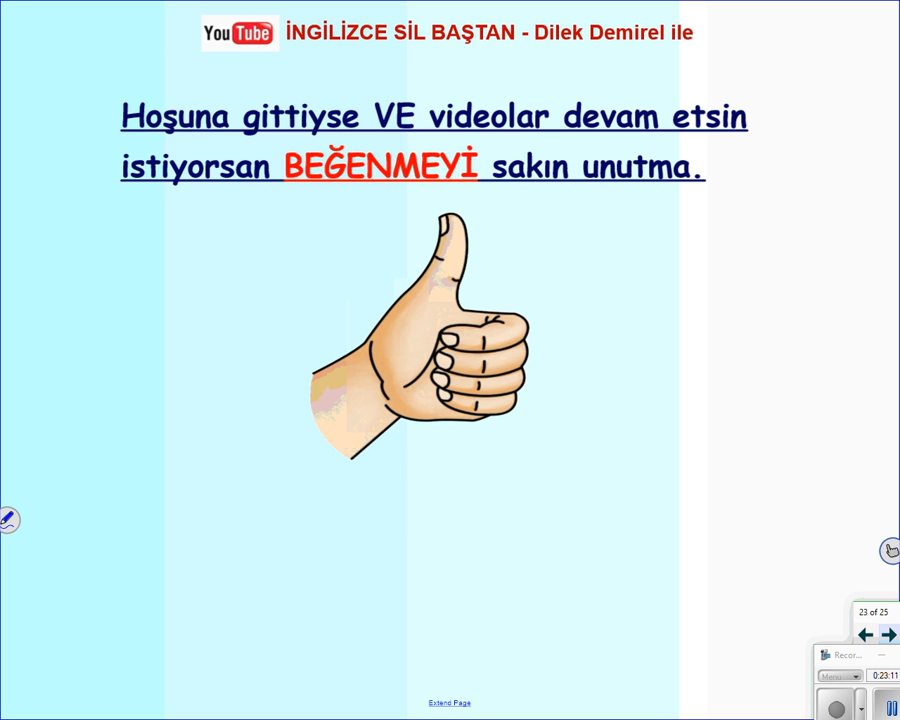 You Tube İNGİLİZCE SİL BAŞTAN - Dilek Demirel ile
Hoşuna gittiyse VE videolar devam etsin
istiyorsan BEĞENMEYİ sakın unutma.
23 of 25
Recor...
Menu
0:23:11
Extend Page